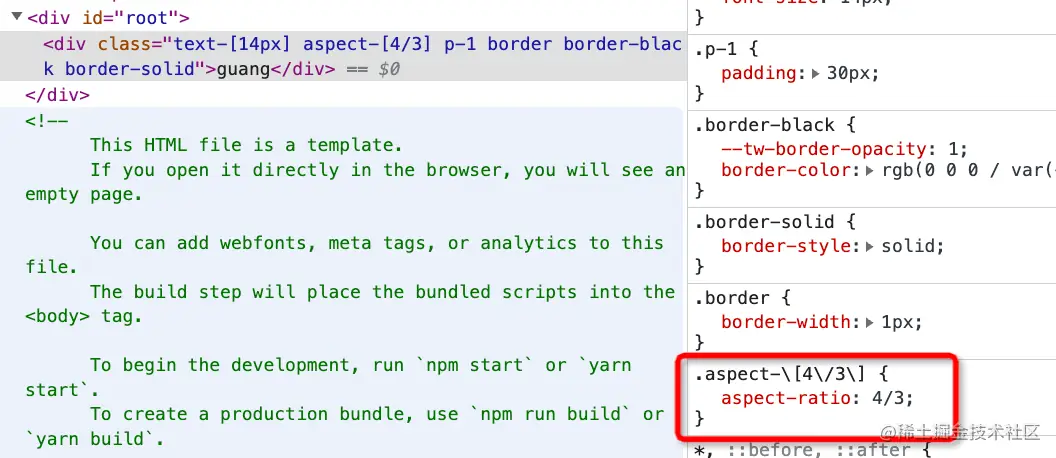 <div id="root">
<div class="text-[14px] aspect-[4/3] p-1 border border-blac
k border-solid">guang</div> == $0
</div>
<!--
This HTML file is a template.
If you open it directly in the browser, you will see an
empty page.
You can add webfonts, meta tags, or analytics to this
file.
The build step will place the bundled scripts into the
<body> tag.
To begin the development, run `npm start` or `yarn
start`.
To create a production bundle, use `npm run build` or
`yarn build`.
font-size: 14px;
}
.p-1 {
padding: 30px;
}
.border-black {
--tw-border-opacity: 1;
border-color: rgb(0 0 0 / var(
}
.border-solid {
border-style: solid;
}
.border {
border-width: 1px;
}
.aspect-\[4\/3\] {
aspect-ratio: 4/3;
}
@稀土掘金技术社区
*, ::before, ::after {